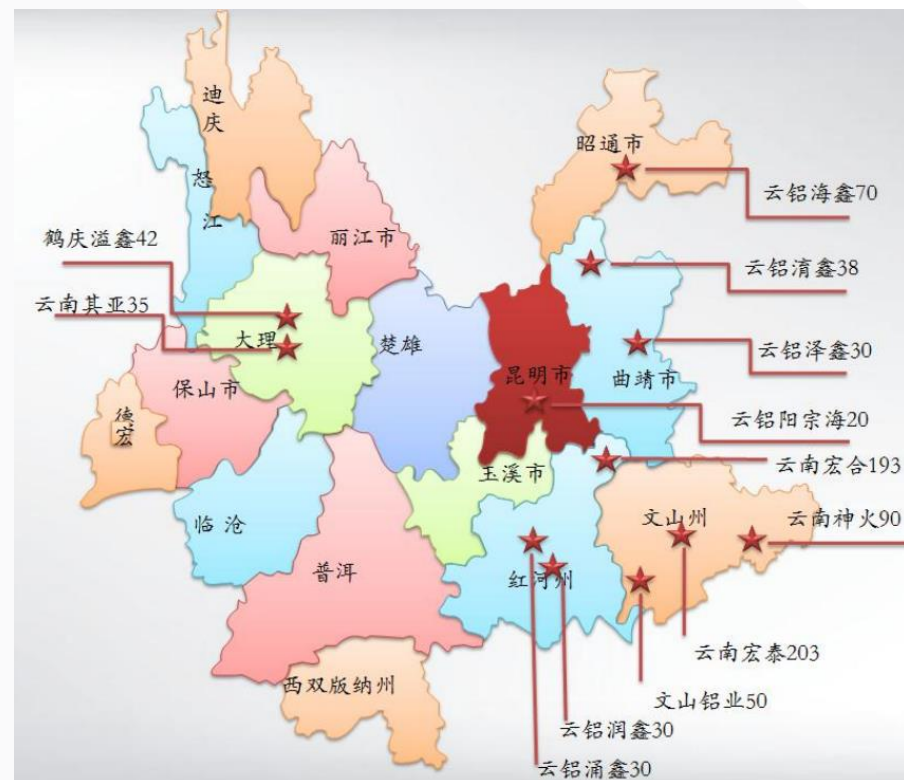 迪庆
昭通市
怒江
云铝海鑫70
鹤庆溢鑫42
丽江市
云铝淯鑫38
云南其亚35
大理
楚雄
云铝泽鑫30
昆明市
曲靖市
保山市
德宏
云铝阳宗海20
玉溪市
云南宏合193
临沧
文山州
云南神火90
普洱
红河州
云南宏泰203
西双版纳州
文山铝业50
云铝润鑫30
云铝涌鑫30